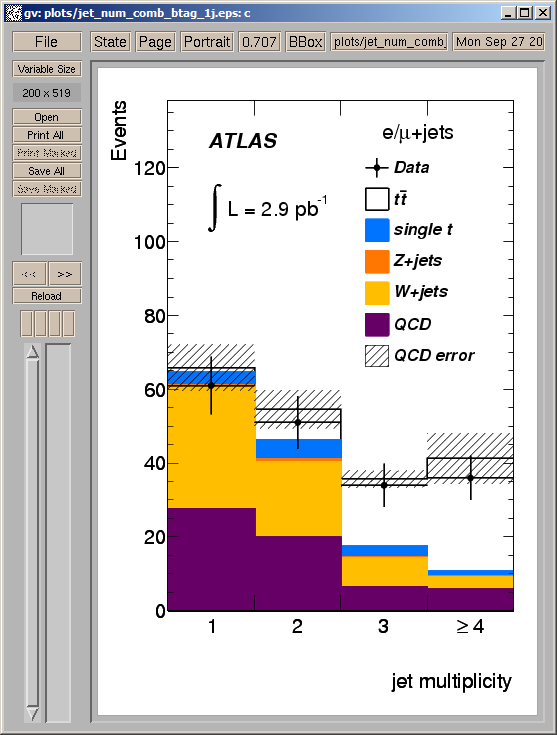 gv: plots/jet_num_comb_btag_1j.eps: c
File State Page Portrait 0.707 BBox plots/jet_num_comb_ Mon Sep 27 20
Variable Size
200 x 519
Open
Print All
Print Marked
Save All
Save Marked
<< >>
Reload
Events
ATLAS
∫ L = 2.9 pb⁻¹
e/μ+jets
Data
tt̄
single t
Z+jets
W+jets
QCD
QCD error
120
100
80
60
40
20
0
1 2 3 ≥ 4
jet multiplicity